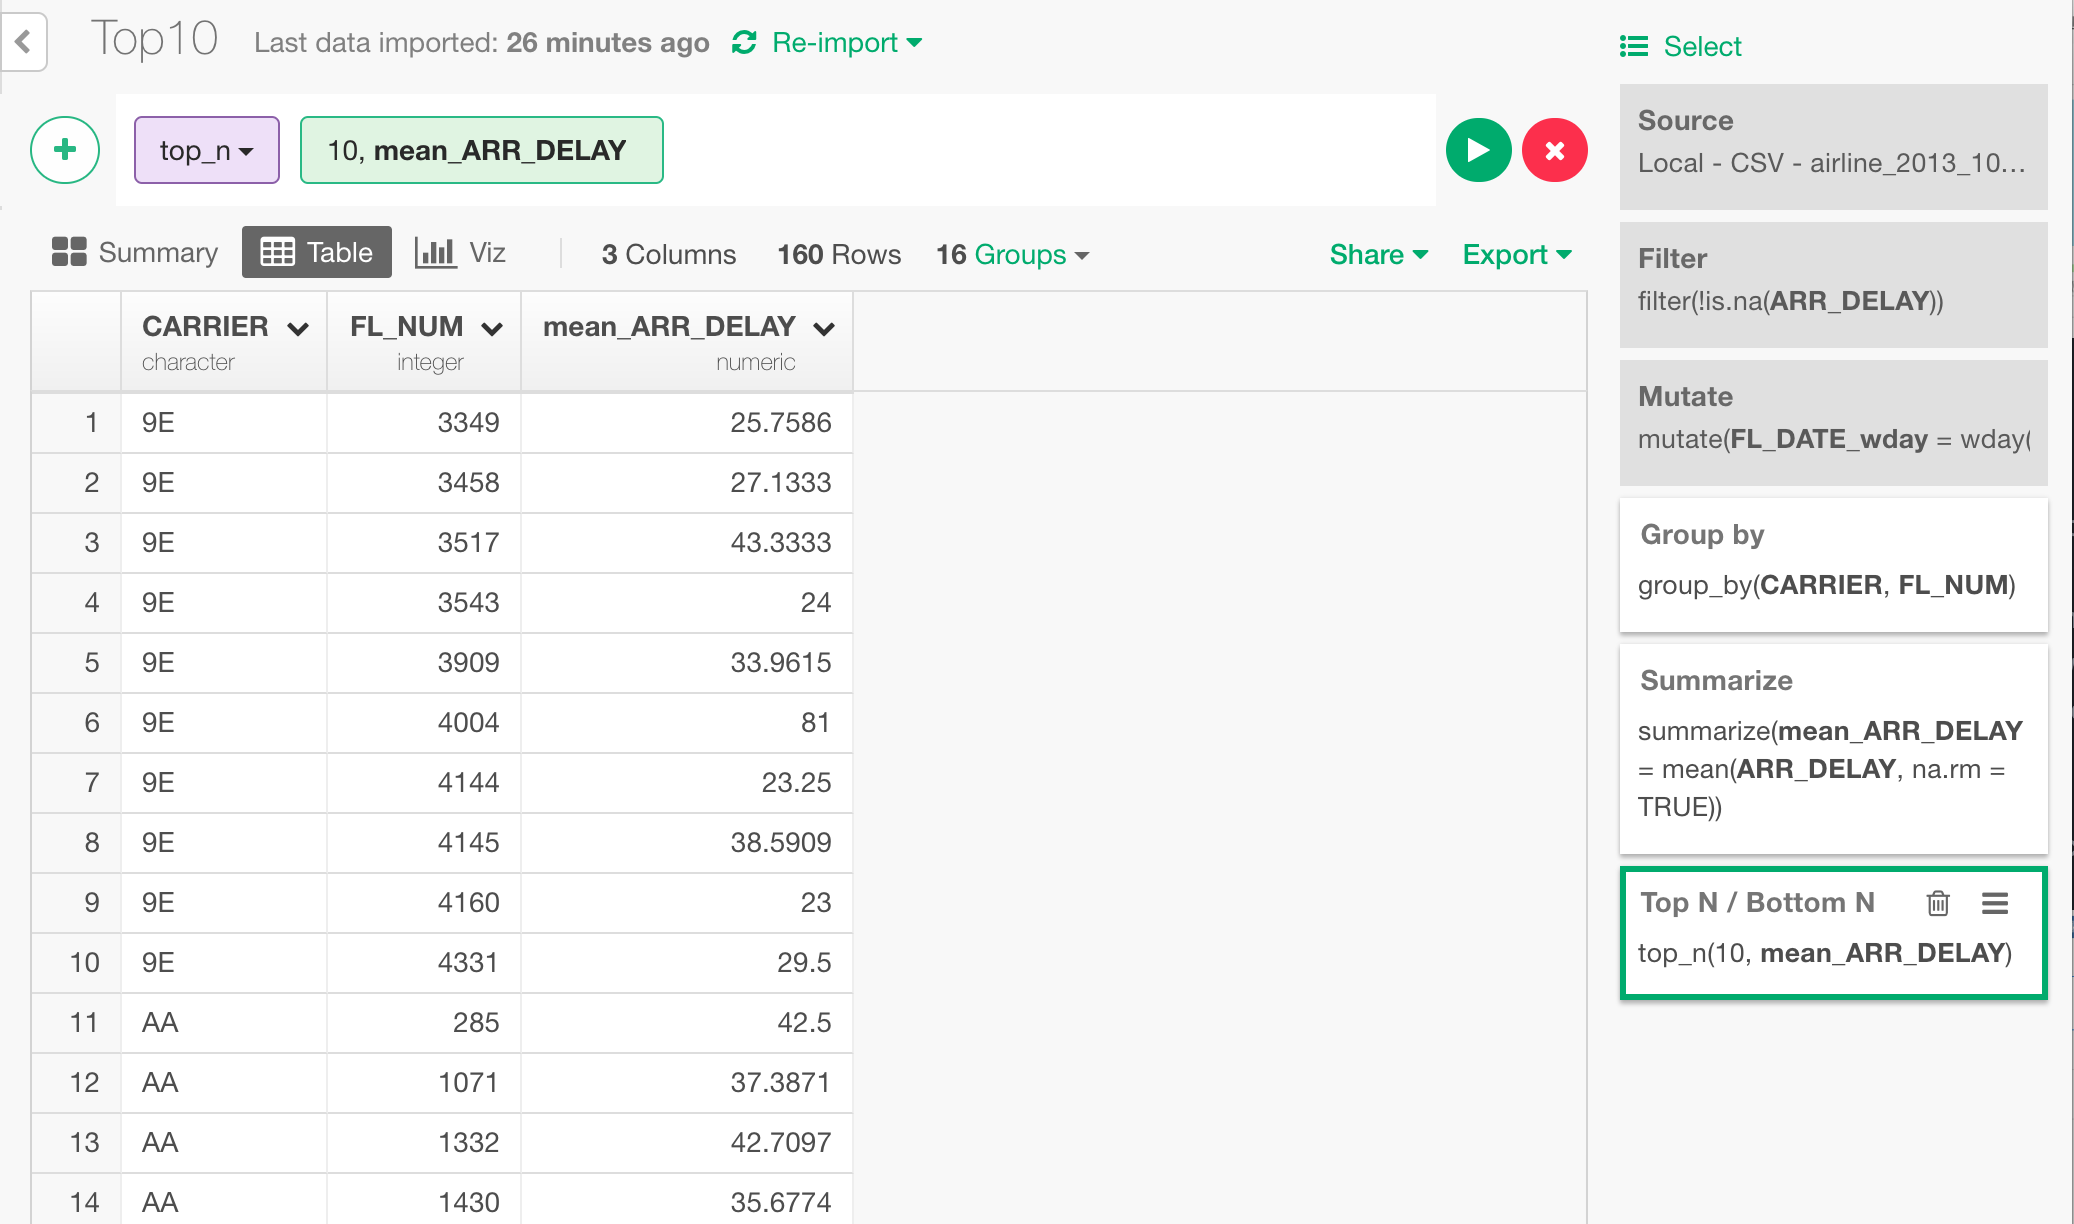 Top10 Last data imported: 26 minutes ago Re-import
top_n 10, mean_ARR_DELAY
Summary Table Viz 3 Columns 160 Rows 16 Groups Share Export
CARRIER FL_NUM mean_ARR_DELAY
character integer numeric
1 9E 3349 25.7586
2 9E 3458 27.1333
3 9E 3517 43.3333
4 9E 3543 24
5 9E 3909 33.9615
6 9E 4004 81
7 9E 4144 23.25
8 9E 4145 38.5909
9 9E 4160 23
10 9E 4331 29.5
11 AA 285 42.5
12 AA 1071 37.3871
13 AA 1332 42.7097
14 AA 1430 35.6774
Select
Source
Local - CSV - airline_2013_10...
Filter
filter(!is.na(ARR_DELAY))
Mutate
mutate(FL_DATE_wday = wday(
Group by
group_by(CARRIER, FL_NUM)
Summarize
summarize(mean_ARR_DELAY
= mean(ARR_DELAY, na.rm =
TRUE))
Top N / Bottom N
top_n(10, mean_ARR_DELAY)